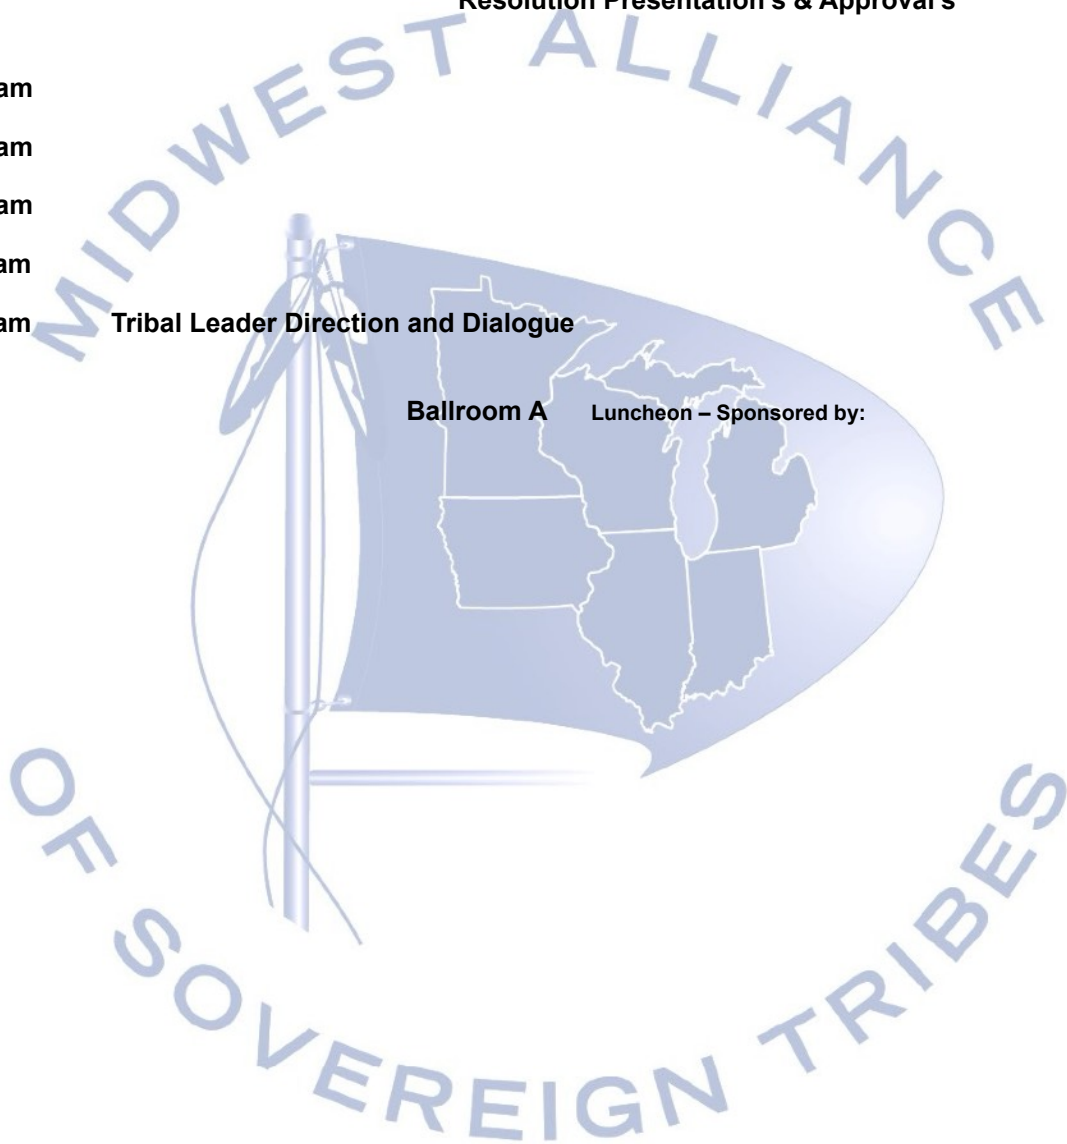 Resolution Presentation's & Approval's
am
am
am
am
am Tribal Leader Direction and Dialogue
Ballroom A Luncheon – Sponsored by:
MIDWEST ALLIANCE
OF SOVEREIGN TRIBES